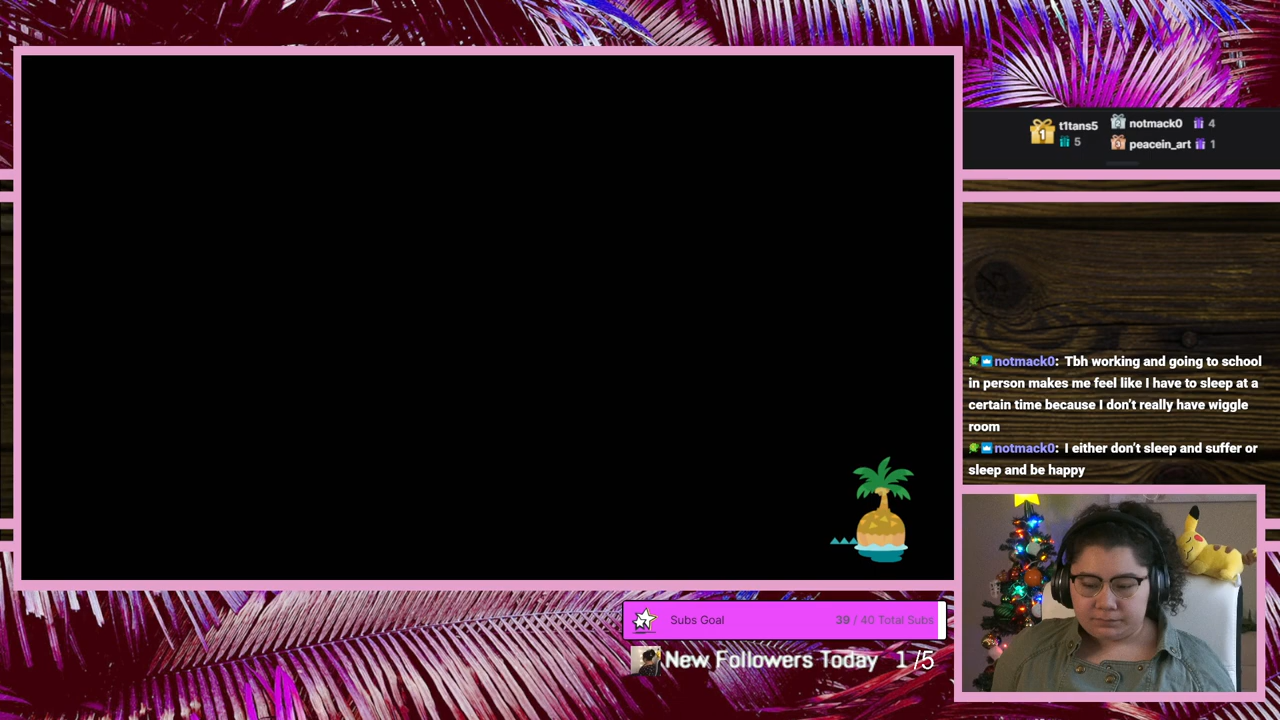 t1tans5
5
notmack0 4
peacein_art 1
notmack0: Tbh working and going to school
in person makes me feel like I have to sleep at a
certain time because I don't really have wiggle
room
notmack0: I either don't sleep and suffer or
sleep and be happy
Subs Goal 39 / 40 Total Subs
New Followers Today 1 /5